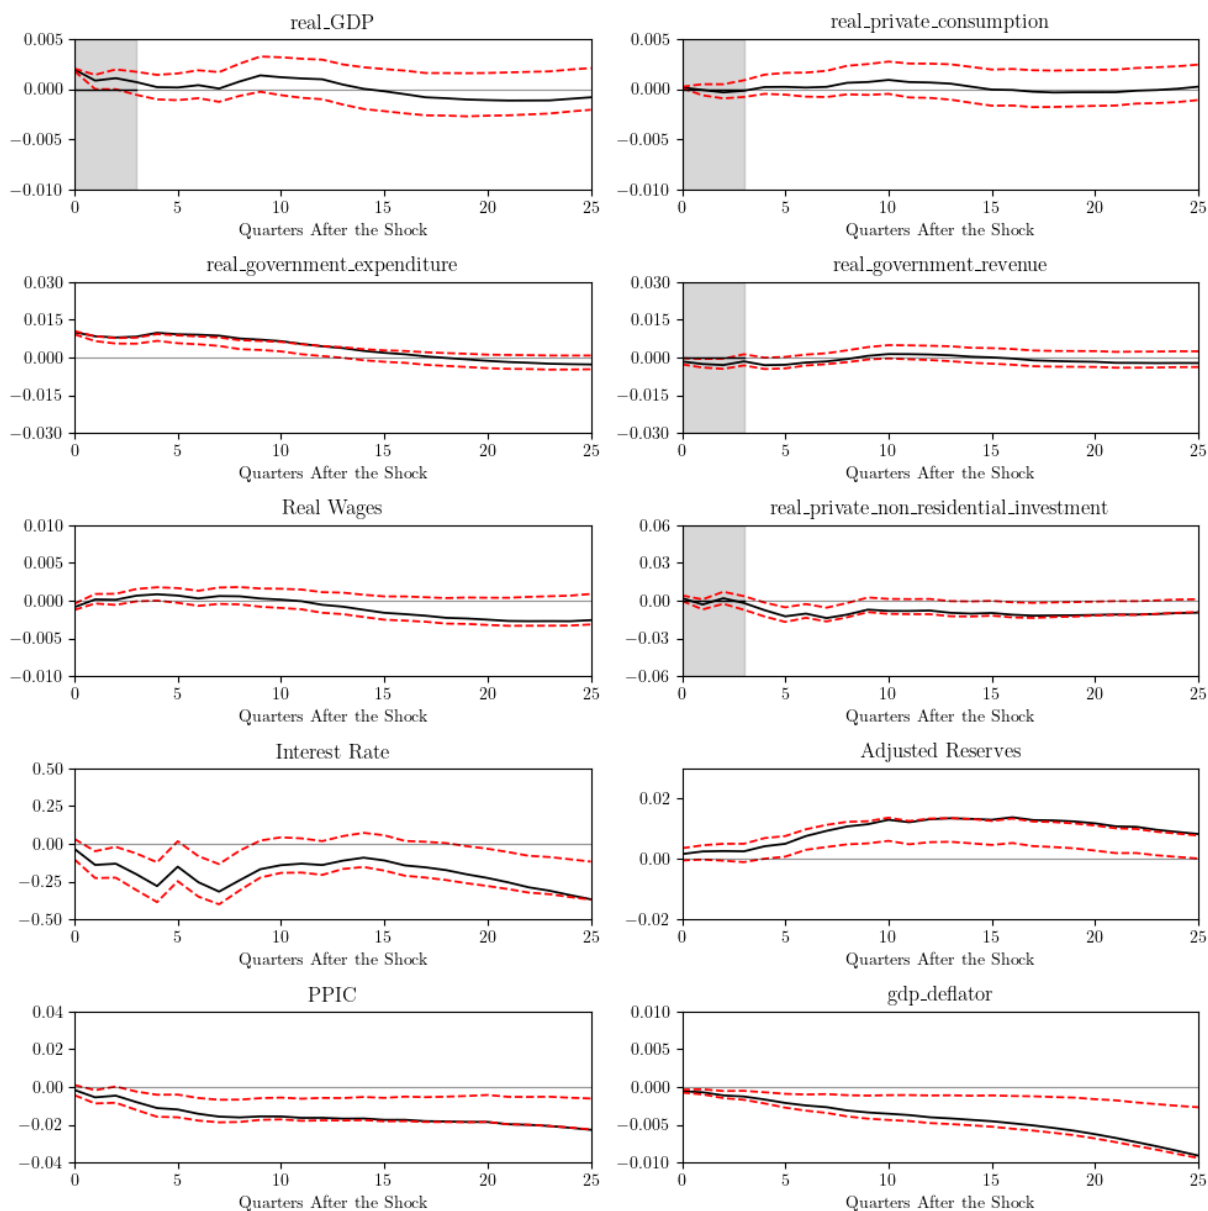 real_GDP
0.005
0.000
−0.005
−0.010
0 5 10 15 20 25
Quarters After the Shock
real_private_consumption
0.005
0.000
−0.005
−0.010
0 5 10 15 20 25
Quarters After the Shock
real_government_expenditure
0.030
0.015
0.000
−0.015
−0.030
0 5 10 15 20 25
Quarters After the Shock
real_government_revenue
0.030
0.015
0.000
−0.015
−0.030
0 5 10 15 20 25
Quarters After the Shock
Real Wages
0.010
0.005
0.000
−0.005
−0.010
0 5 10 15 20 25
Quarters After the Shock
real_private_non_residential_investment
0.06
0.03
0.00
−0.03
−0.06
0 5 10 15 20 25
Quarters After the Shock
Interest Rate
0.50
0.25
0.00
−0.25
−0.50
0 5 10 15 20 25
Quarters After the Shock
Adjusted Reserves
0.02
0.00
−0.02
0 5 10 15 20 25
Quarters After the Shock
PPIC
0.04
0.02
0.00
−0.02
−0.04
0 5 10 15 20 25
Quarters After the Shock
gdp_deflator
0.010
0.005
0.000
−0.005
−0.010
0 5 10 15 20 25
Quarters After the Shock